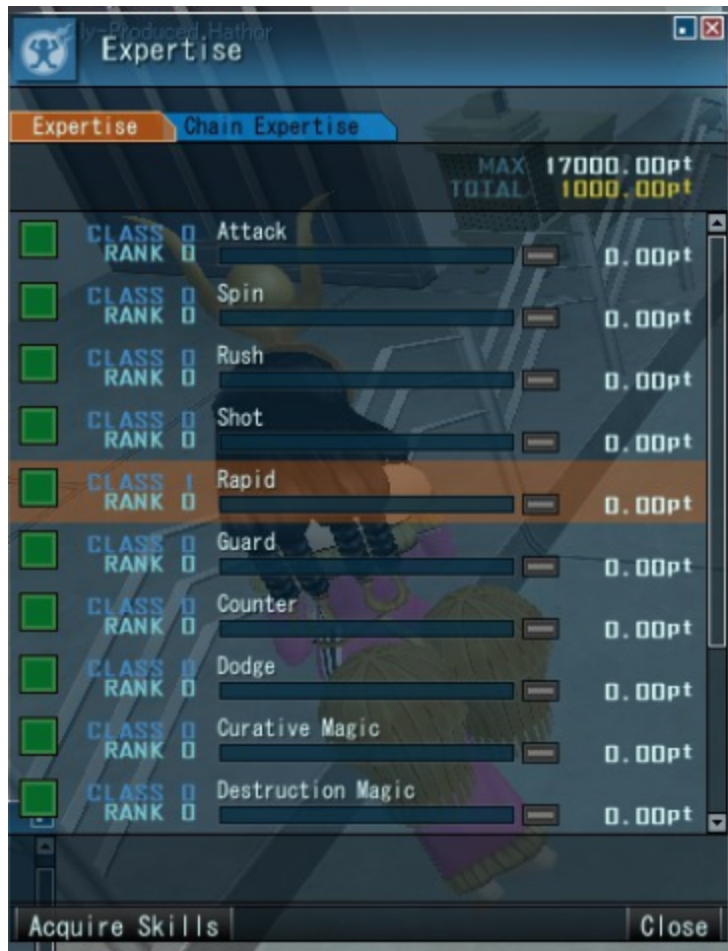 ly-Produced.Hathor
Expertise
Expertise
Chain Expertise
MAX 17000.00pt
TOTAL 1000.00pt
CLASS 0 Attack
RANK 0 0.00pt
CLASS 0 Spin
RANK 0 0.00pt
CLASS 0 Rush
RANK 0 0.00pt
CLASS 0 Shot
RANK 0 0.00pt
CLASS 1 Rapid
RANK 0 0.00pt
CLASS 0 Guard
RANK 0 0.00pt
CLASS 0 Counter
RANK 0 0.00pt
CLASS 0 Dodge
RANK 0 0.00pt
CLASS 0 Curative Magic
RANK 0 0.00pt
CLASS 0 Destruction Magic
RANK 0 0.00pt
Acquire Skills
Close